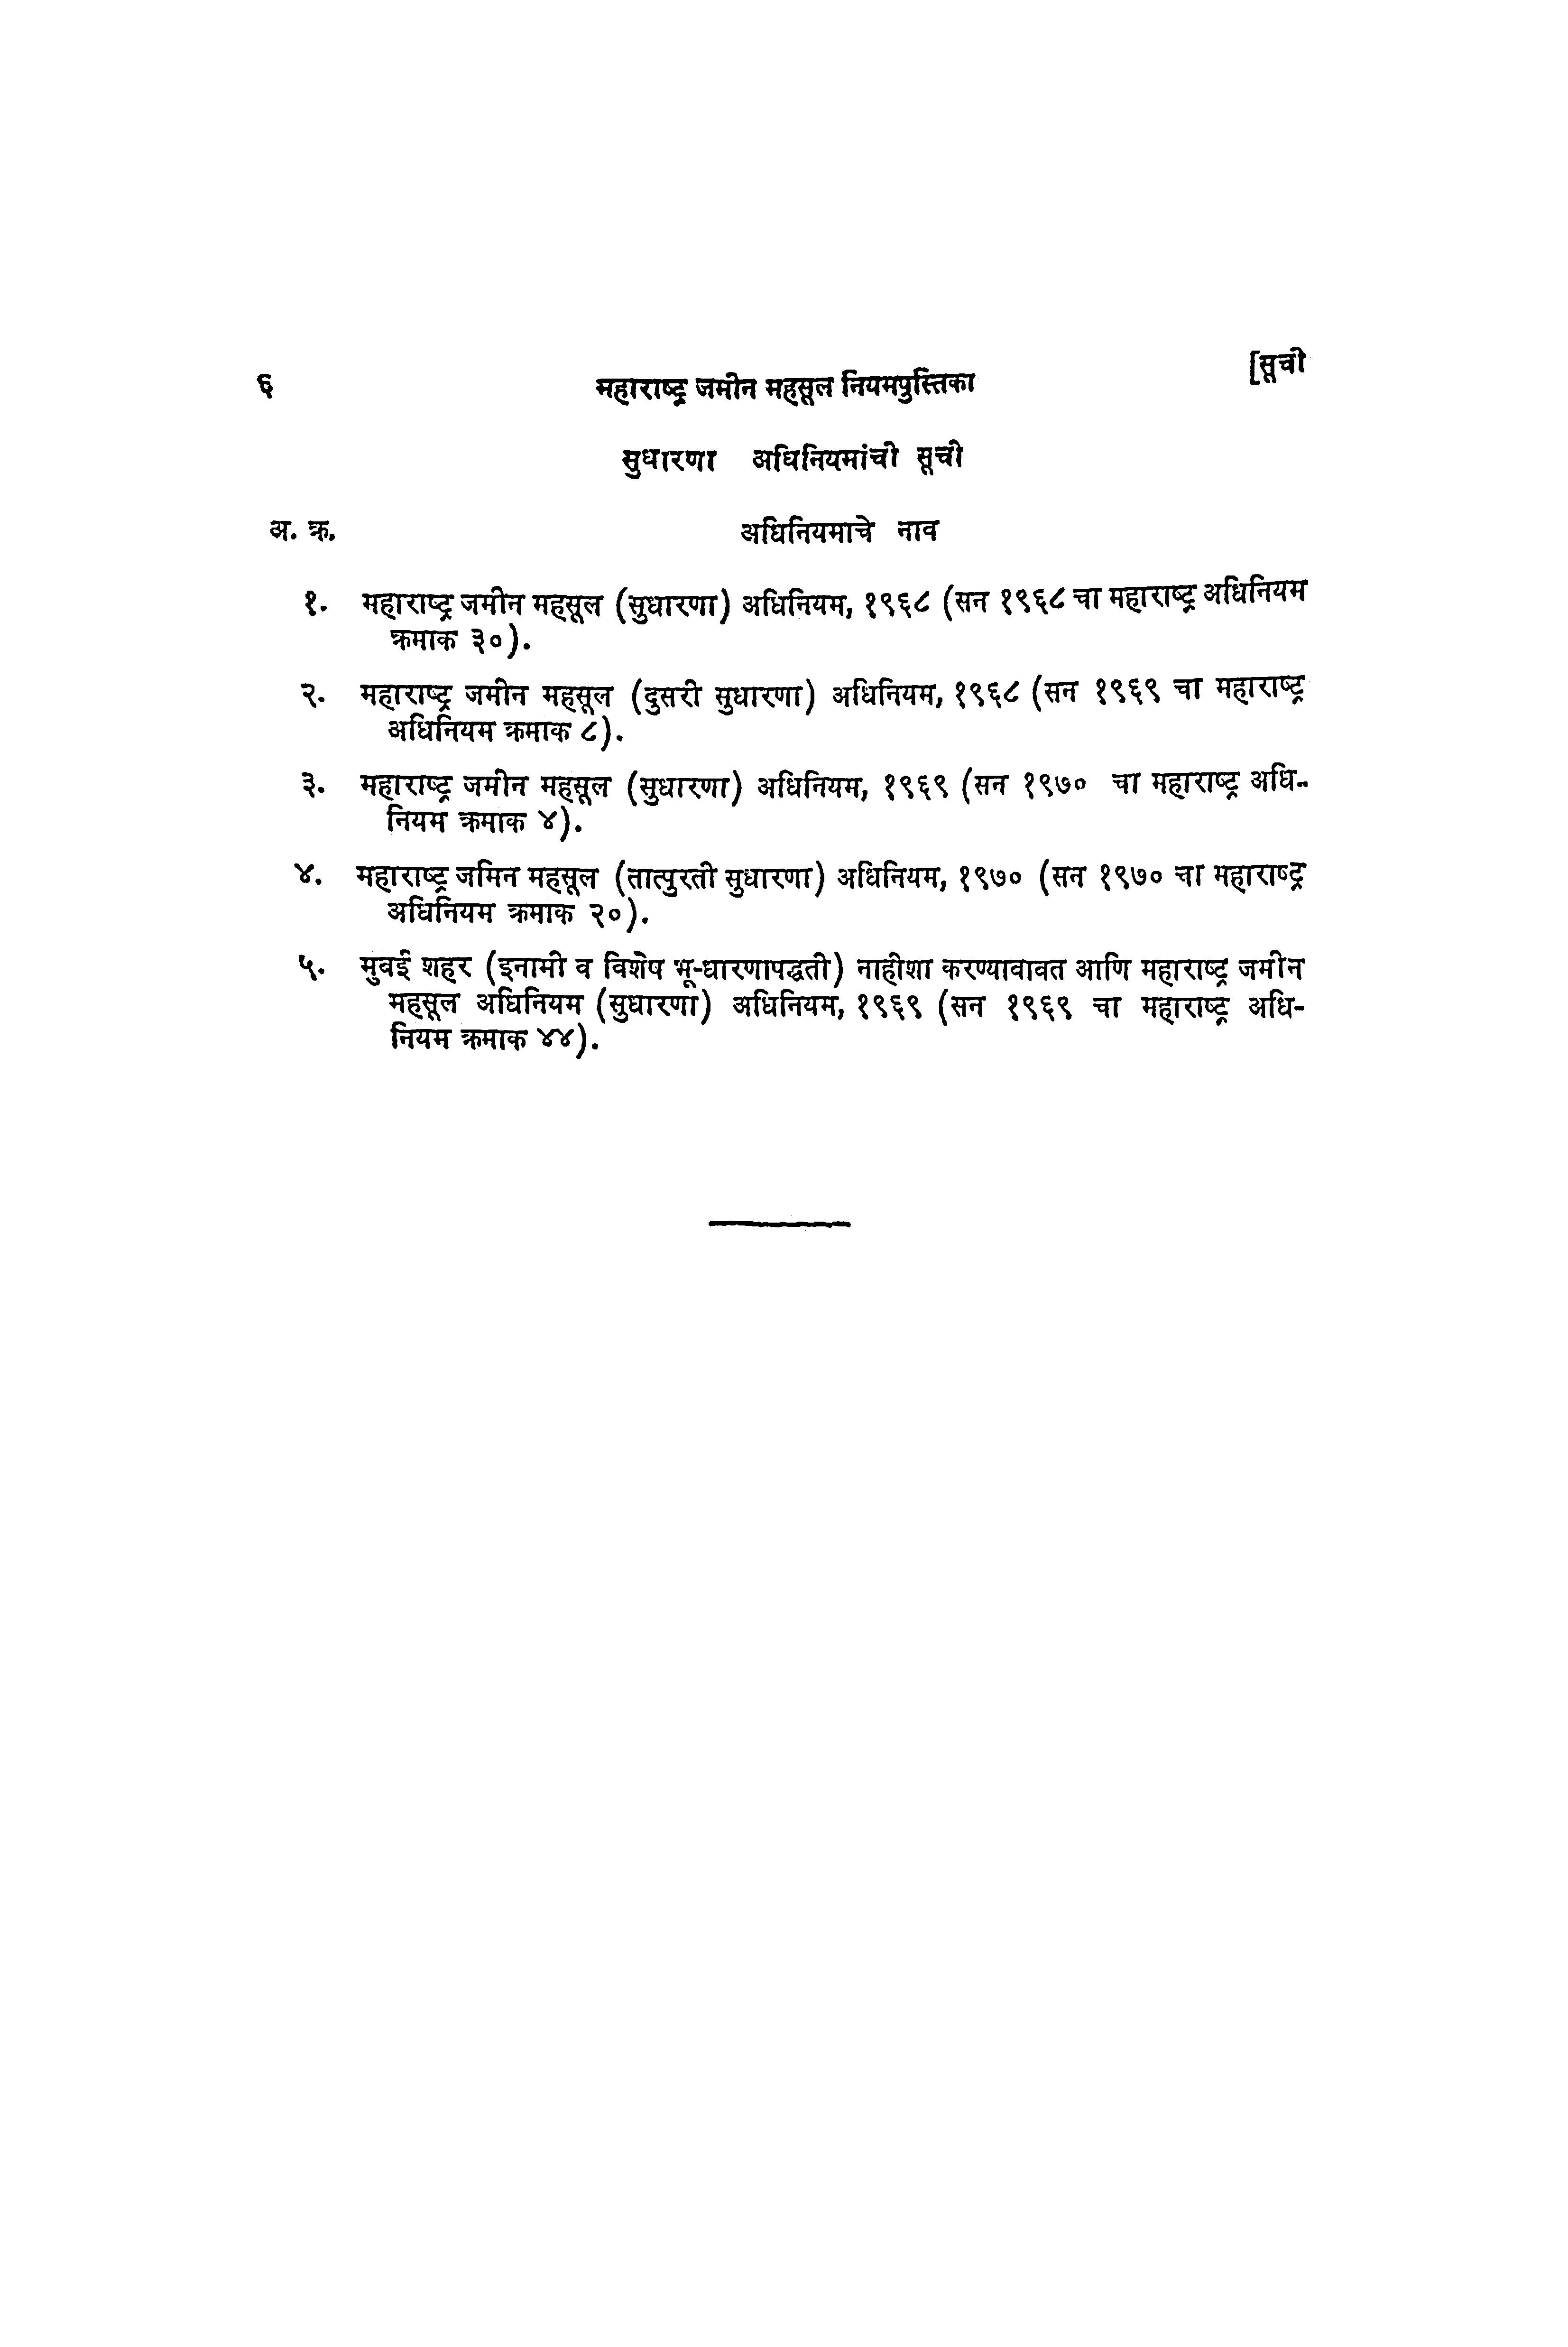 ६ महाराष्ट्र जमीन महसूल नियमपुस्तिका [सूची
सुधारणा अधिनियमांची सूची
अ. क्र. अधिनियमाचे नाव
१. महाराष्ट्र जमीन महसूल (सुधारणा) अधिनियम, १९६८ (सन १९६८ चा महाराष्ट्र अधिनियम
क्रमाक ३०).
२. महाराष्ट्र जमीन महसूल (दुसरी सुधारणा) अधिनियम, १९६८ (सन १९६९ चा महाराष्ट्र
अधिनियम क्रमाक ८).
३. महाराष्ट्र जमीन महसूल (सुधारणा) अधिनियम, १९६९ (सन १९७० चा महाराष्ट्र अधि-
नियम क्रमाक ४).
४. महाराष्ट्र जमिन महसूल (तात्पुरती सुधारणा) अधिनियम, १९७० (सन १९७० चा महाराष्ट्र
अधिनियम क्रमाक २०).
५. मुवई शहर (इनामी व विशेष भू-धारणापद्धती) नाहीशा करण्यावावत आणि महाराष्ट्र जमीन
महसूल अधिनियम (सुधारणा) अधिनियम, १९६९ (सन १९६९ चा महाराष्ट्र अधि-
नियम क्रमाक ४४).